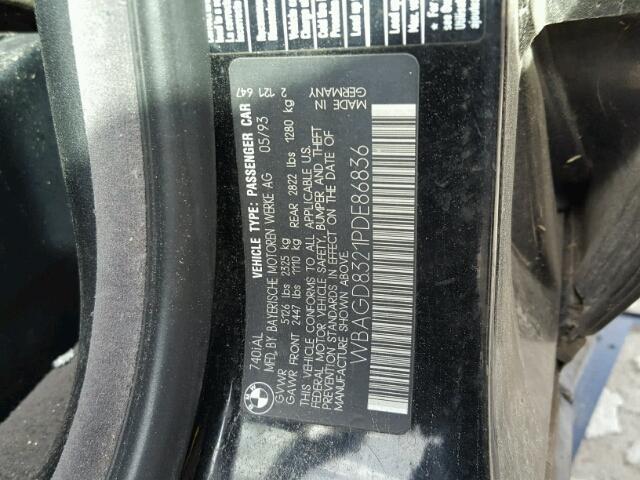 740iAL VEHICLE TYPE: PASSENGER CAR
MFD. BY BAYERISCHE MOTOREN WERKE AG 05/93
GVWR 5126 lbs 2325 kg
GAWR FRONT 2447 lbs 1110 kg REAR 2822 lbs 1280 kg
THIS VEHICLE CONFORMS TO ALL APPLICABLE U.S.
FEDERAL MOTOR VEHICLE SAFETY, BUMPER AND THEFT
PREVENTION STANDARDS IN EFFECT ON THE DATE OF
MANUFACTURE SHOWN ABOVE.
WBAGD8321PDE86836
2 121 647
MADE IN
GERMANY
BMW